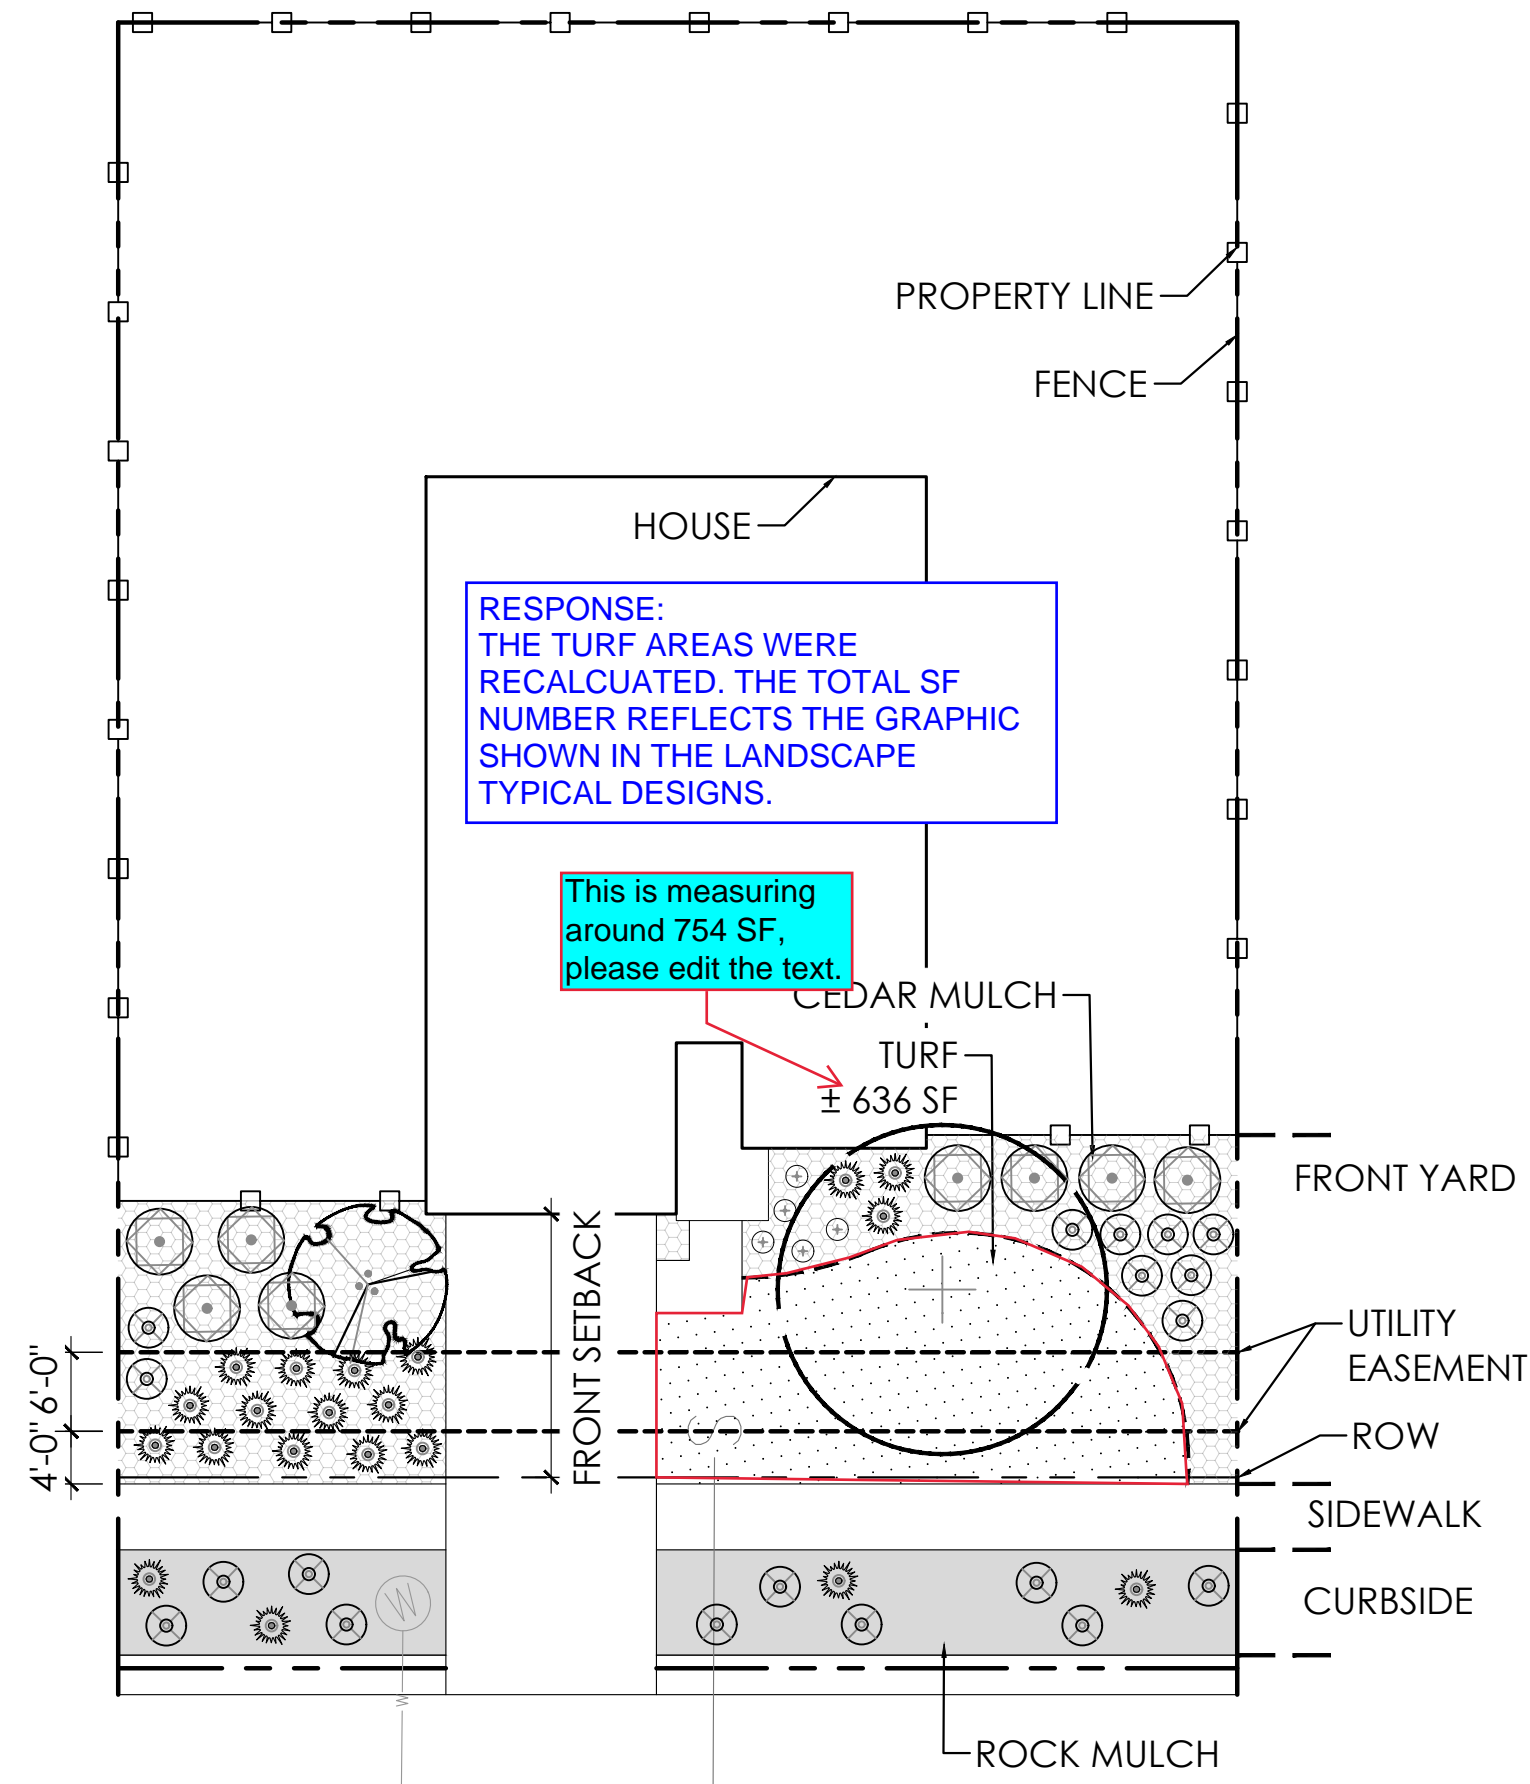 PROPERTY LINE
FENCE
HOUSE
RESPONSE:
THE TURF AREAS WERE
RECALCUATED. THE TOTAL SF
NUMBER REFLECTS THE GRAPHIC
SHOWN IN THE LANDSCAPE
TYPICAL DESIGNS.
This is measuring
around 754 SF,
please edit the text.
CEDAR MULCH
TURF
± 636 SF
FRONT YARD
FRONT SETBACK
UTILITY
EASEMENT
6'-0"
4'-0"
ROW
S
SIDEWALK
CURBSIDE
W
W
ROCK MULCH